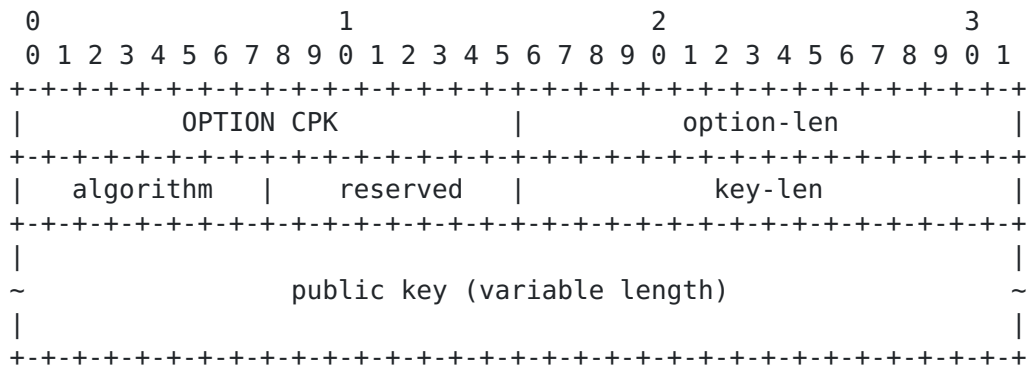 0                   1                   2                   3
 0 1 2 3 4 5 6 7 8 9 0 1 2 3 4 5 6 7 8 9 0 1 2 3 4 5 6 7 8 9 0 1
+-+-+-+-+-+-+-+-+-+-+-+-+-+-+-+-+-+-+-+-+-+-+-+-+-+-+-+-+-+-+-+-+
|          OPTION CPK           |          option-len           |
+-+-+-+-+-+-+-+-+-+-+-+-+-+-+-+-+-+-+-+-+-+-+-+-+-+-+-+-+-+-+-+-+
|   algorithm   |    reserved   |            key-len            |
+-+-+-+-+-+-+-+-+-+-+-+-+-+-+-+-+-+-+-+-+-+-+-+-+-+-+-+-+-+-+-+-+
|                                                               |
~                 public key (variable length)                  ~
|                                                               |
+-+-+-+-+-+-+-+-+-+-+-+-+-+-+-+-+-+-+-+-+-+-+-+-+-+-+-+-+-+-+-+-+